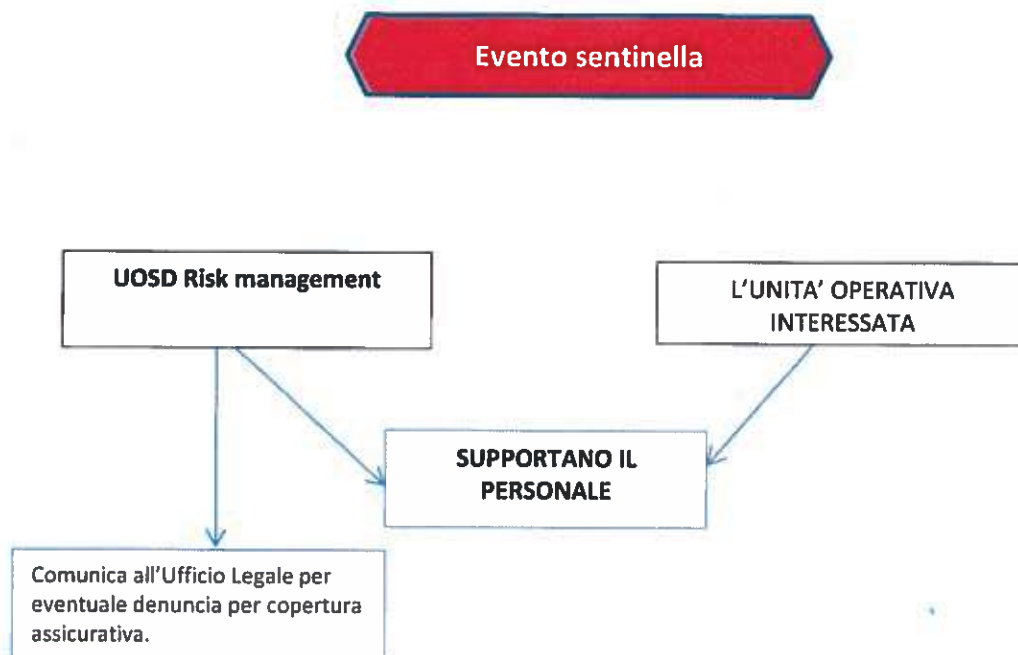 Evento sentinella
UOSD Risk management
L'UNITA' OPERATIVA
INTERESSATA
SUPPORTANO IL
PERSONALE
Comunica all'Ufficio Legale per
eventuale denuncia per copertura
assicurativa.